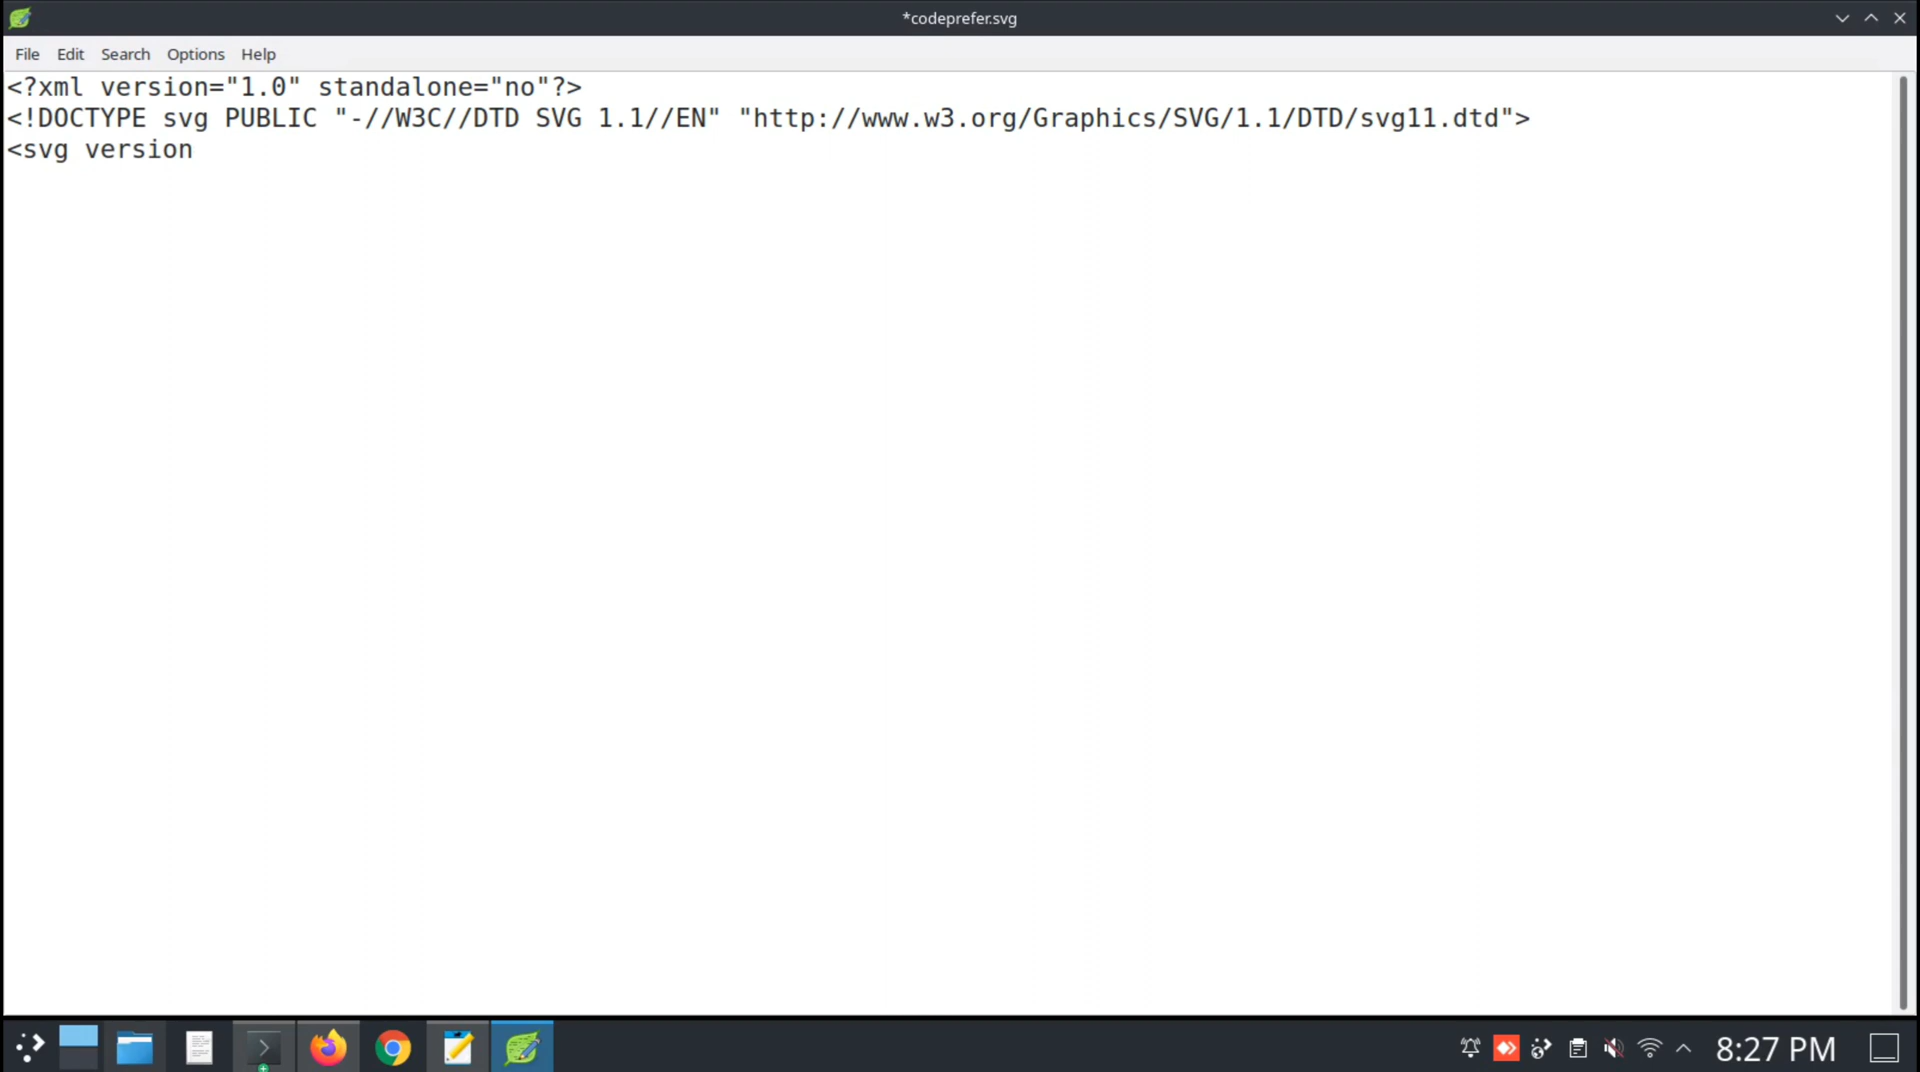 *codeprefer.svg
File Edit Search Options Help
<?xml version="1.0" standalone="no"?>
<!DOCTYPE svg PUBLIC "-//W3C//DTD SVG 1.1//EN" "http://www.w3.org/Graphics/SVG/1.1/DTD/svg11.dtd">
<svg version
8:27 PM